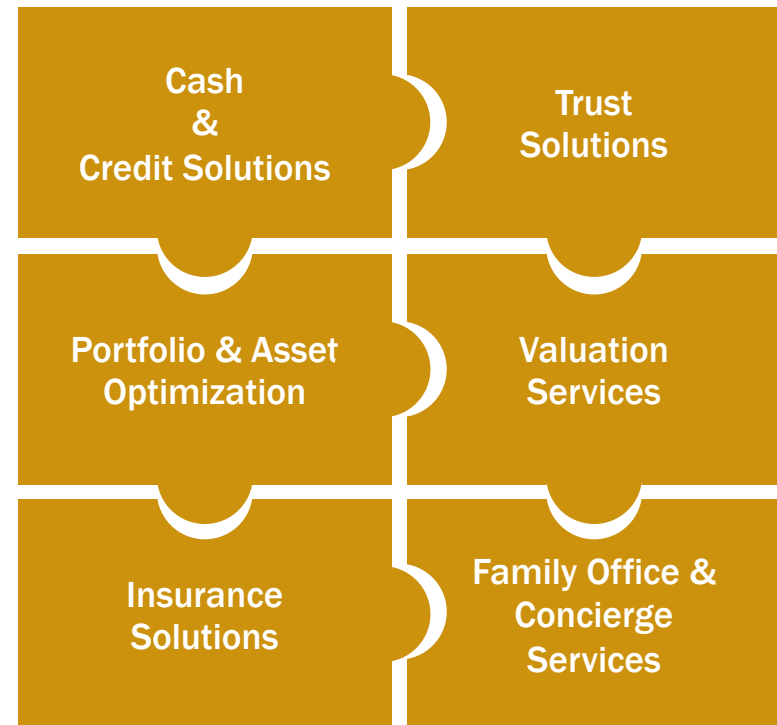 Cash
&
Credit Solutions
Trust
Solutions
Portfolio & Asset
Optimization
Valuation
Services
Insurance
Solutions
Family Office &
Concierge
Services